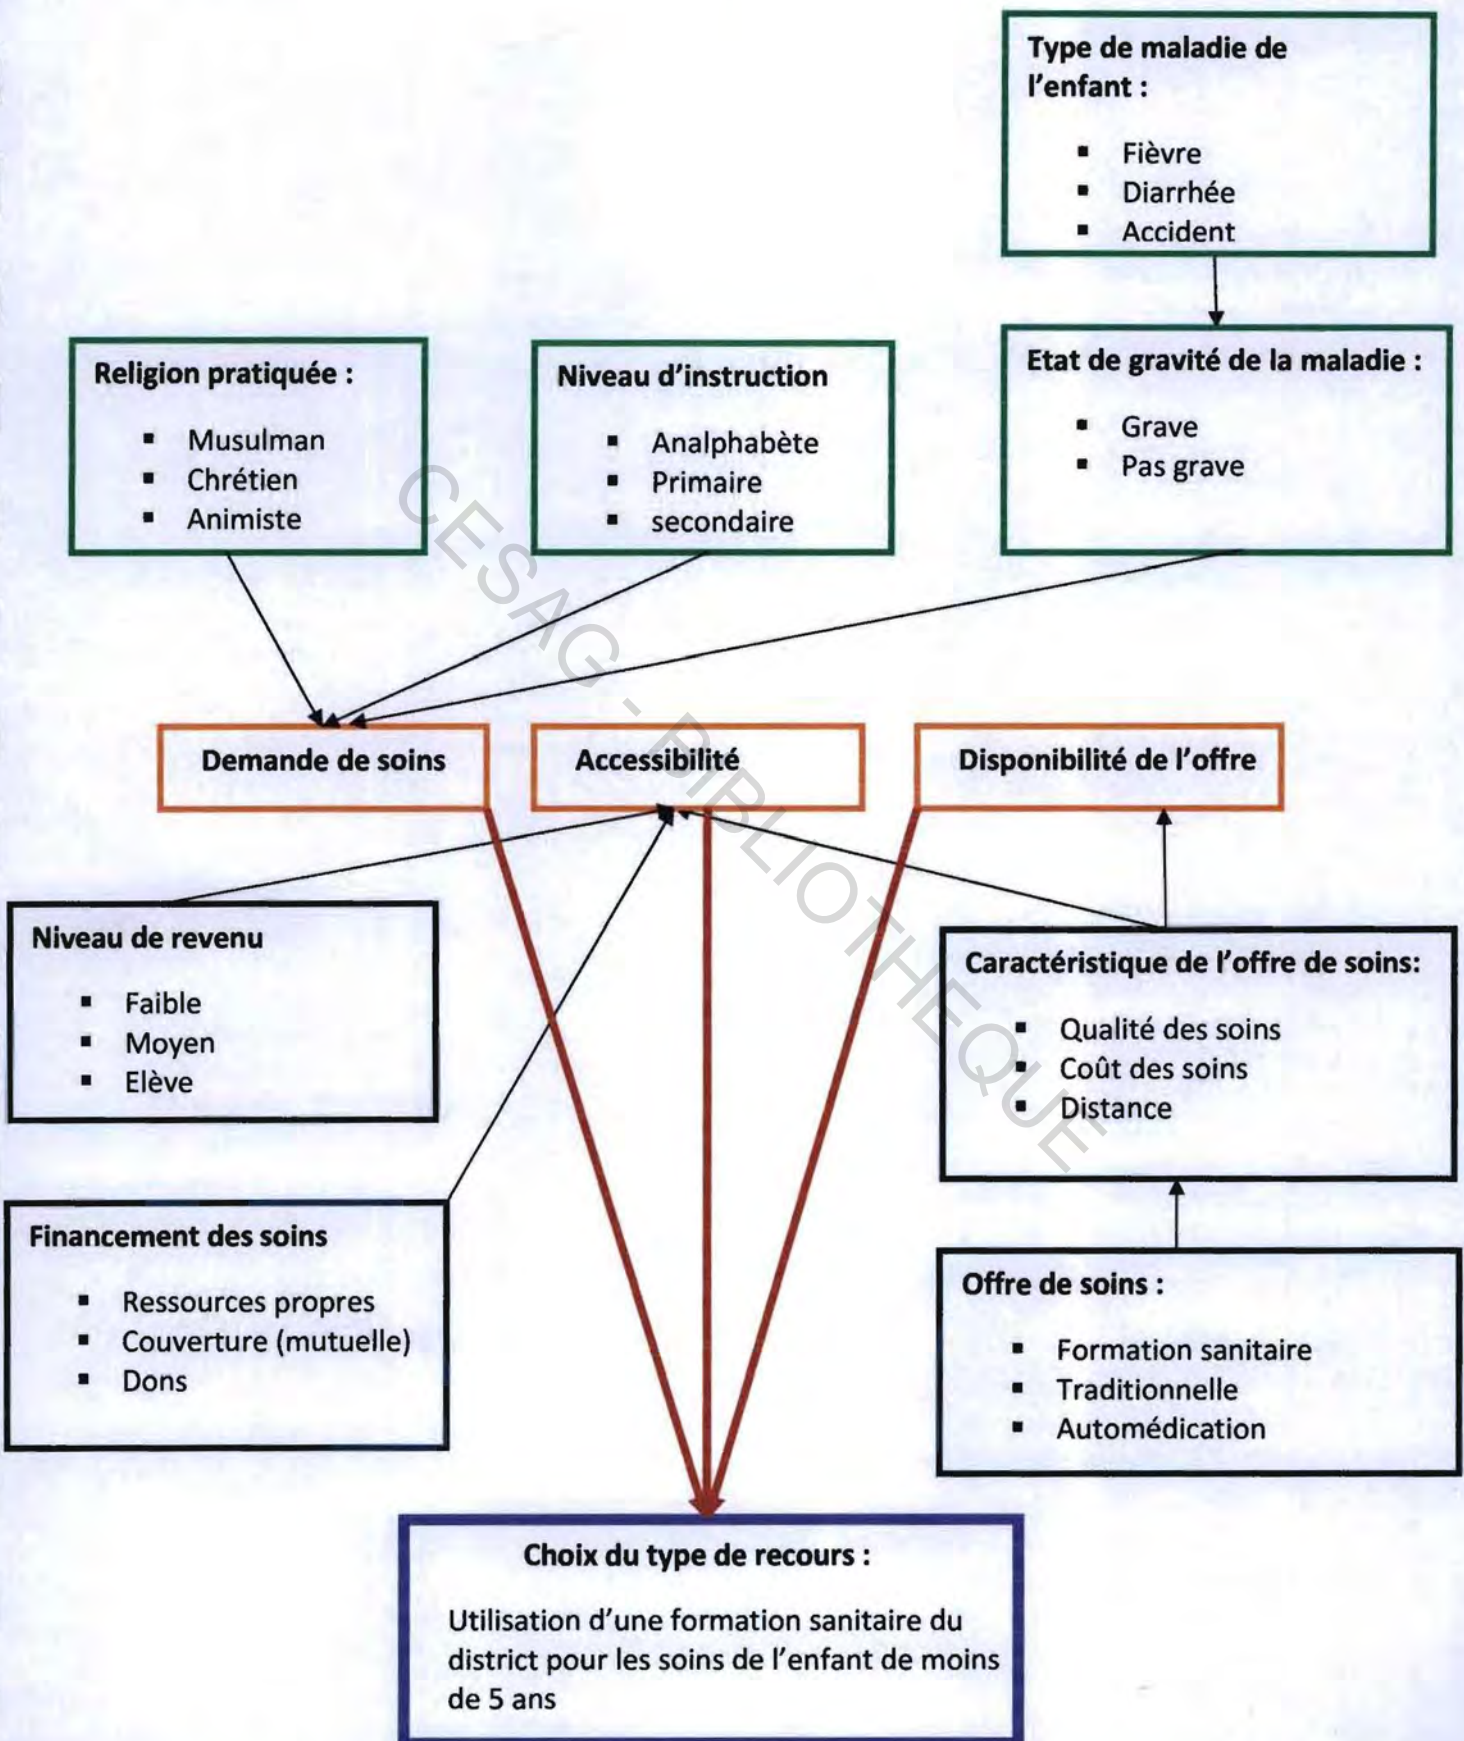 Type de maladie de
l'enfant :
▪ Fièvre
▪ Diarrhée
▪ Accident
Religion pratiquée :
▪ Musulman
▪ Chrétien
▪ Animiste
Niveau d'instruction
▪ Analphabète
▪ Primaire
▪ secondaire
Etat de gravité de la maladie :
▪ Grave
▪ Pas grave
CESAG - BIBLIOTHEQUE
Demande de soins
Accessibilité
Disponibilité de l'offre
Niveau de revenu
▪ Faible
▪ Moyen
▪ Elève
Caractéristique de l'offre de soins:
▪ Qualité des soins
▪ Coût des soins
▪ Distance
Financement des soins
▪ Ressources propres
▪ Couverture (mutuelle)
▪ Dons
Offre de soins :
▪ Formation sanitaire
▪ Traditionnelle
▪ Automédication
Choix du type de recours :
Utilisation d'une formation sanitaire du
district pour les soins de l'enfant de moins
de 5 ans